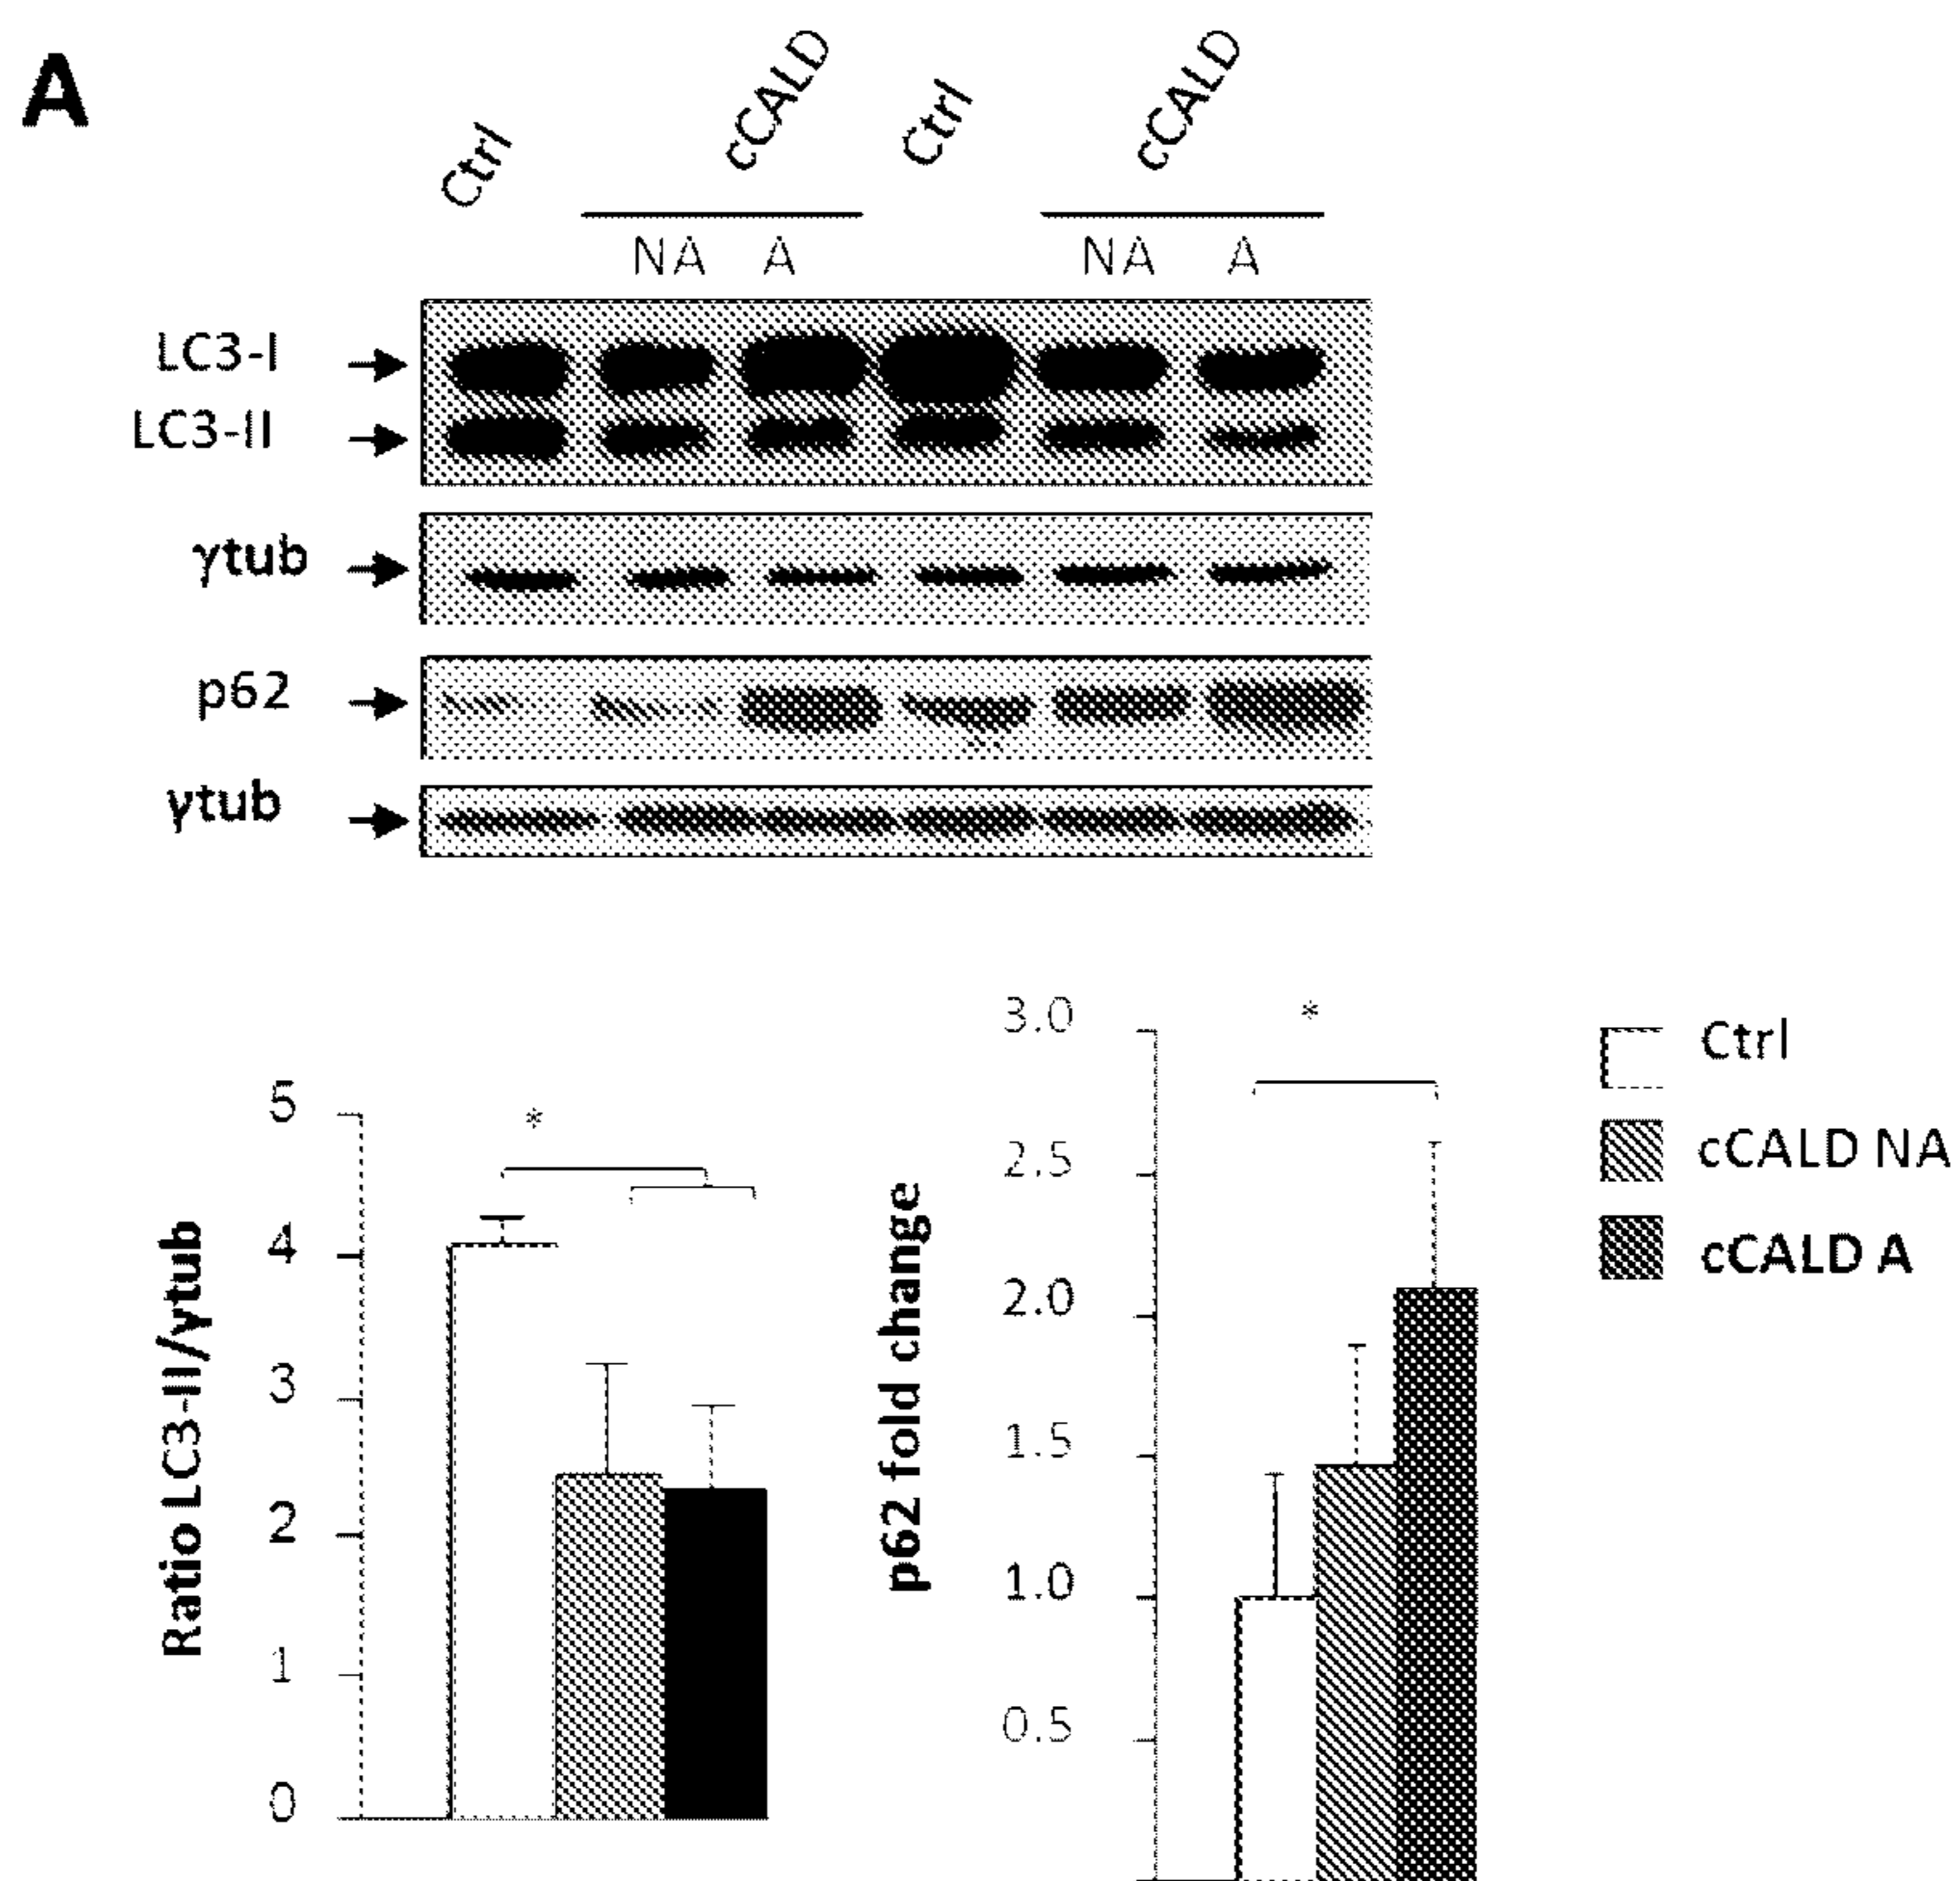 A
Ctrl
cCALD
Ctrl
cCALD
NA A
NA A
LC3-I
LC3-II
γtub
p62
γtub
Ratio LC3-II/γtub
5
4
3
2
1
0
*
p62 fold change
3.0
2.5
2.0
1.5
1.0
0.5
*
Ctrl
cCALD NA
cCALD A